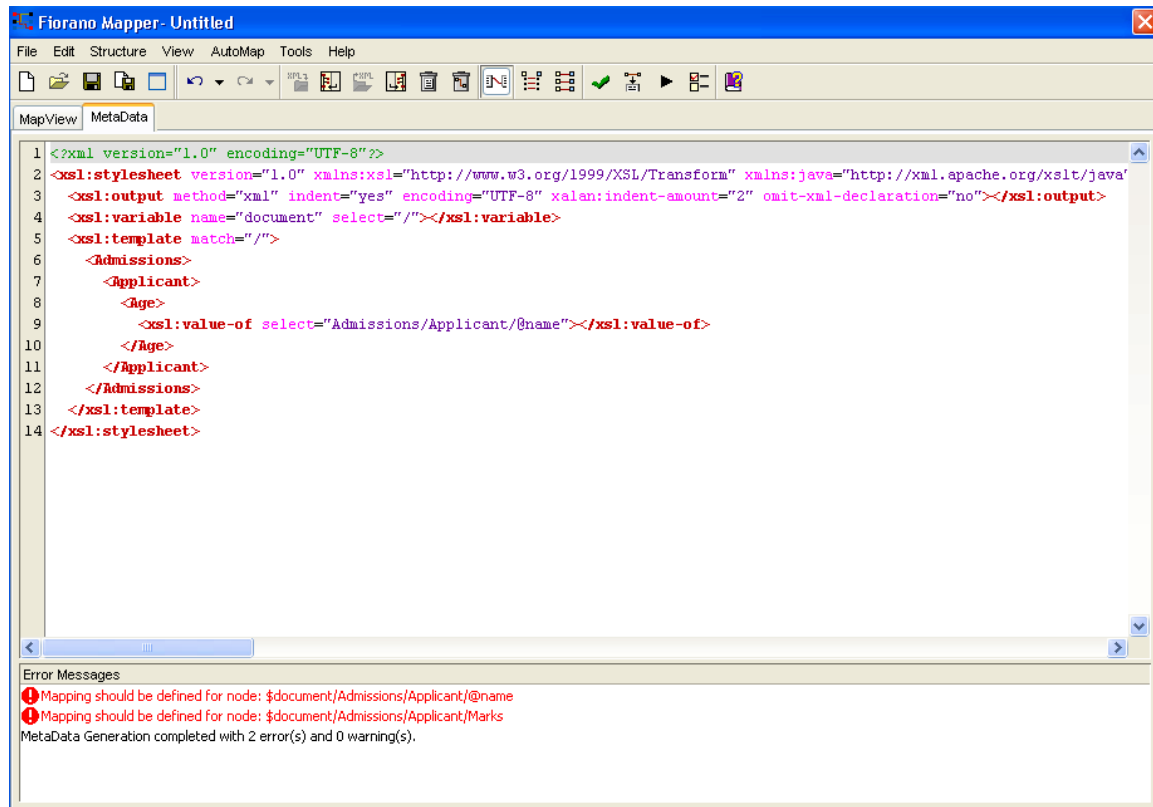 Fiorano Mapper- Untitled
File Edit Structure View AutoMap Tools Help
MapView MetaData
1 <?xml version="1.0" encoding="UTF-8"?>
2 <xsl:stylesheet version="1.0" xmlns:xsl="http://www.w3.org/1999/XSL/Transform" xmlns:java="http://xml.apache.org/xslt/java"
3 <xsl:output method="xml" indent="yes" encoding="UTF-8" xalan:indent-amount="2" omit-xml-declaration="no"></xsl:output>
4 <xsl:variable name="document" select="/"></xsl:variable>
5 <xsl:template match="/">
6 <Admissions>
7 <Applicant>
8 <Age>
9 <xsl:value-of select="Admissions/Applicant/@name"></xsl:value-of>
10 </Age>
11 </Applicant>
12 </Admissions>
13 </xsl:template>
14 </xsl:stylesheet>
Error Messages
Mapping should be defined for node: $document/Admissions/Applicant/@name
Mapping should be defined for node: $document/Admissions/Applicant/Marks
MetaData Generation completed with 2 error(s) and 0 warning(s).